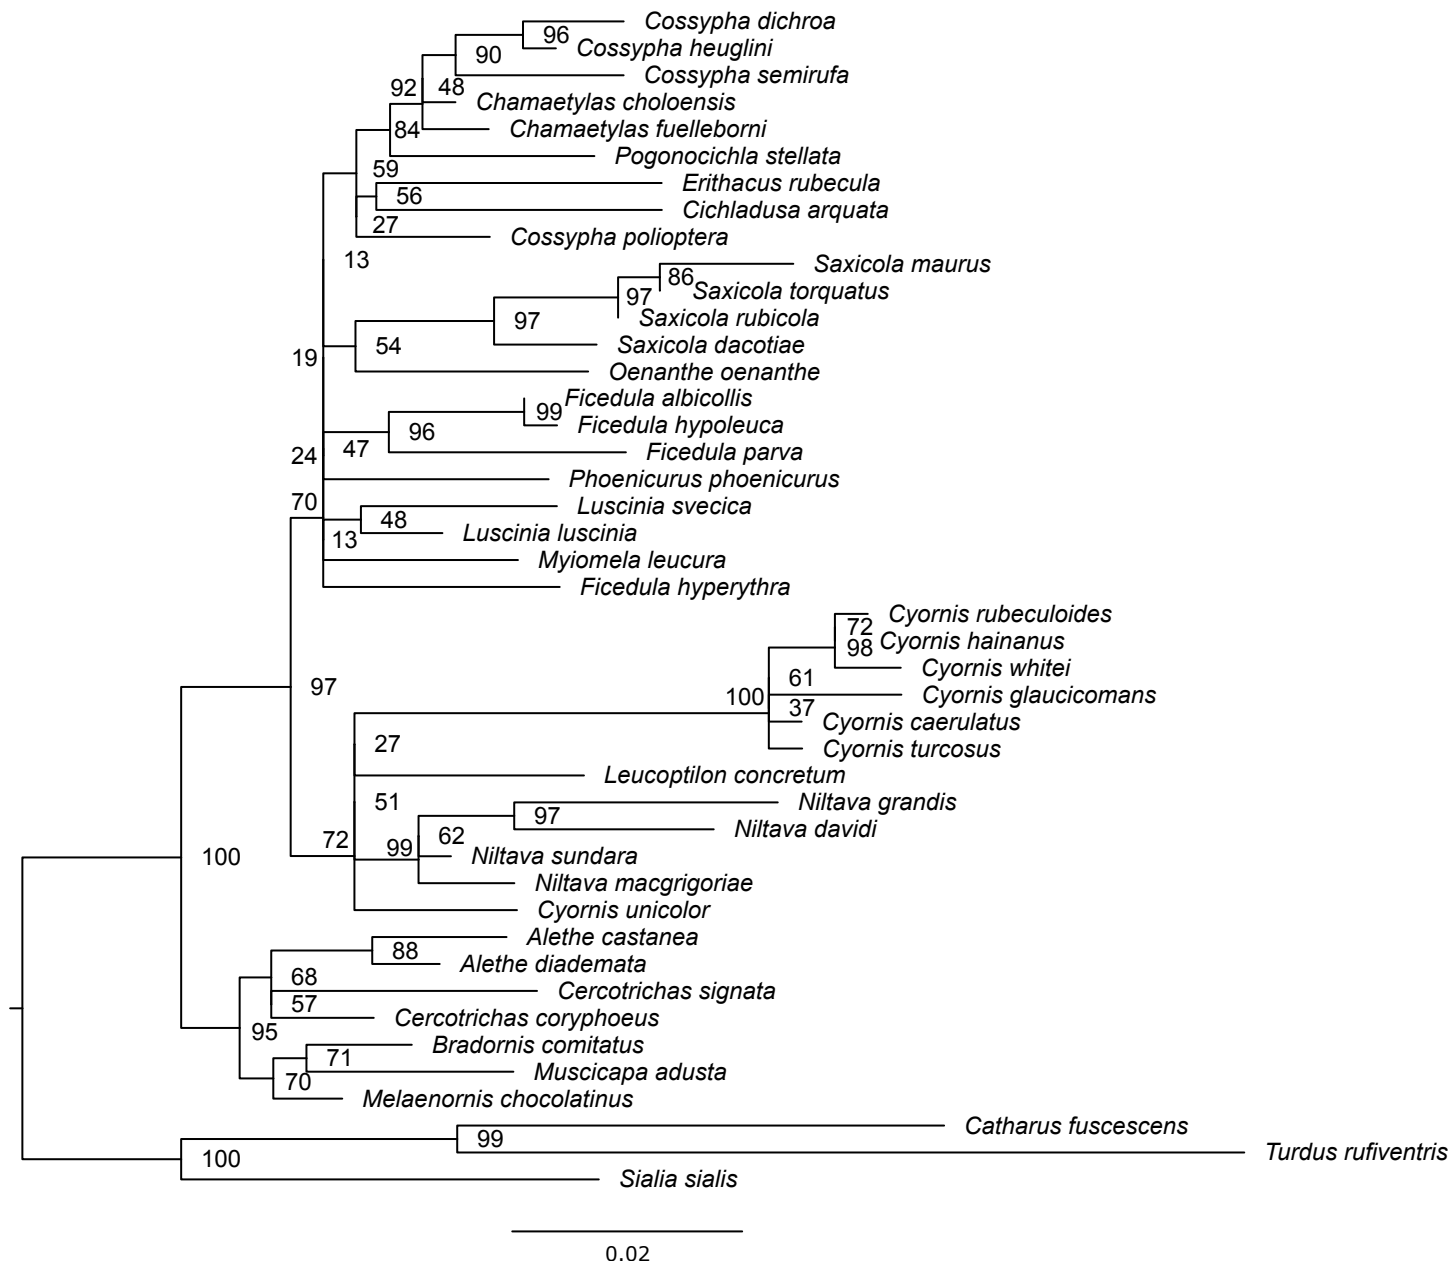 Cossypha dichroa
96
Cossypha heuglini
90
Cossypha semirufa
92
48
Chamaetylas choloensis
84
Chamaetylas fuelleborni
Pogonocichla stellata
59
Erithacus rubecula
56
Cichladusa arquata
27
Cossypha polioptera
13
Saxicola maurus
86
Saxicola torquatus
97
Saxicola rubicola
97
Saxicola dacotiae
54
19
Oenanthe oenanthe
Ficedula albicollis
99
Ficedula hypoleuca
96
47
Ficedula parva
24
Phoenicurus phoenicurus
70
Luscinia svecica
48
Luscinia luscinia
13
Myiomela leucura
Ficedula hyperythra
Cyornis rubeculoides
72
Cyornis hainanus
98
Cyornis whitei
97
61
100
Cyornis glaucicomans
37
Cyornis caerulatus
27
Cyornis turcosus
Leucoptilon concretum
51
Niltava grandis
97
Niltava davidi
72
62
99
Niltava sundara
100
Niltava macgrigoriae
Cyornis unicolor
Alethe castanea
88
Alethe diademata
68
Cercotrichas signata
57
Cercotrichas coryphoeus
95
Bradornis comitatus
71
Muscicapa adusta
70
Melaenornis chocolatinus
Catharus fuscescens
99
Turdus rufiventris
100
Sialia sialis
0.02